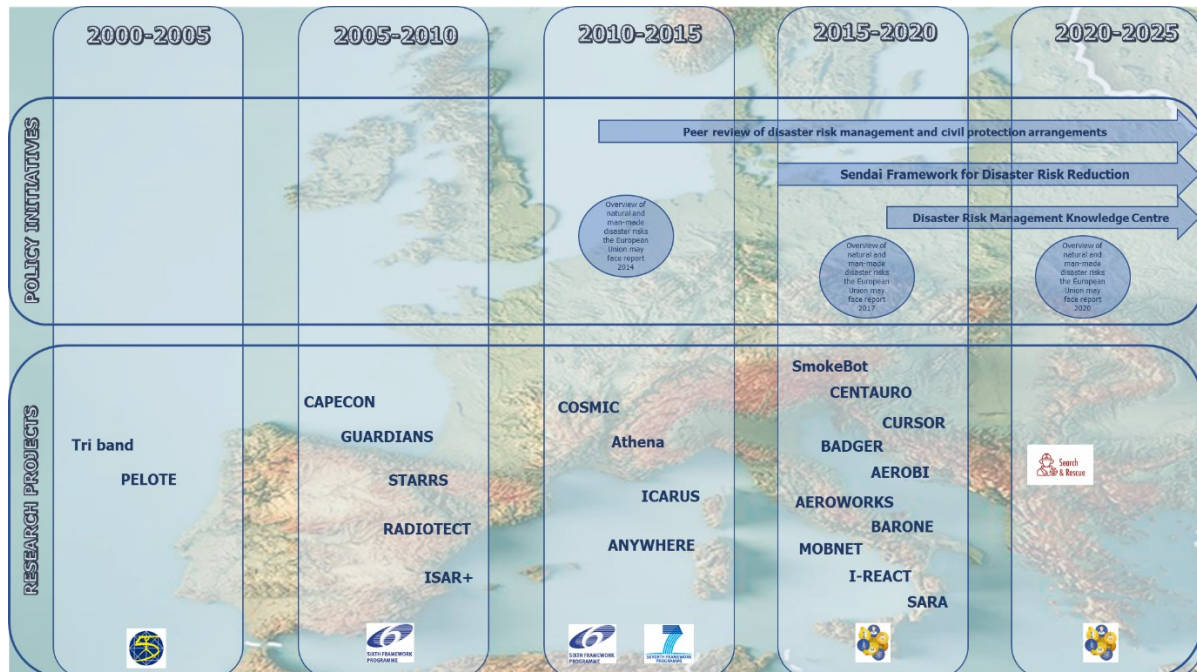 2000-2005
2005-2010
2010-2015
2015-2020
2020-2025
POLICY INITIATIVES
Peer review of disaster risk management and civil protection arrangements
Sendai Framework for Disaster Risk Reduction
Disaster Risk Management Knowledge Centre
Overview of
natural and
man-made
disaster risks
the European
Union may
face report
2014
Overview of
natural and
man-made
disaster risks
the European
Union may
face report
2017
Overview of
natural and
man-made
disaster risks
the European
Union may
face report
2020
RESEARCH PROJECTS
Tri band
PELOTE
CAPECON
GUARDIANS
STARRS
RADIOTECT
ISAR+
COSMIC
Athena
ICARUS
ANYWHERE
SmokeBot
CENTAURO
CURSOR
BADGER
AEROBI
AEROWORKS
BARONE
MOBNET
I-REACT
SARA
Search
& Rescue
5
6
SIXTH FRAMEWORK
PROGRAMME
6
SIXTH FRAMEWORK
PROGRAMME
7
SEVENTH FRAMEWORK
PROGRAMME